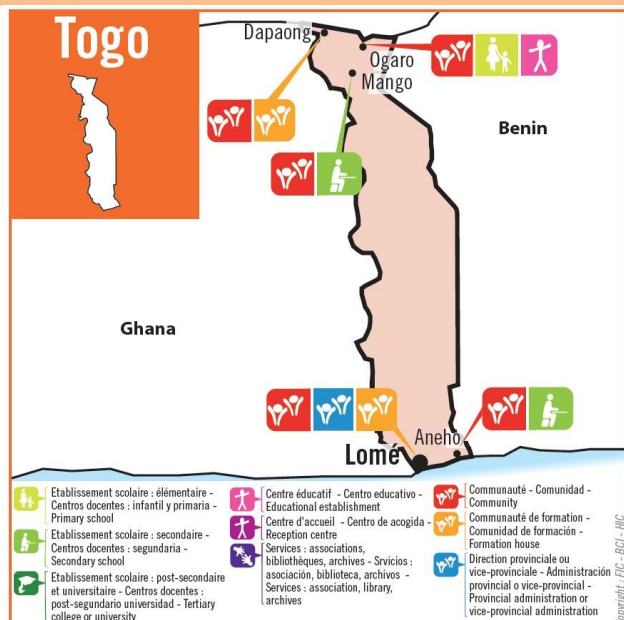 Togo
Dapaong
Ogaro
Mango
Benin
Ghana
Aneho
Lomé
Etablissement scolaire : élémentaire -
Centros docentes : infantil y primaria -
Primary school
Etablissement scolaire : secondaire -
Centros docentes : segundaria -
Secondary school
Etablissement scolaire : post-secondaire
et universitaire - Centros docentes :
post-segundario universidad - Tertiary
college or university
Centre éducatif - Centro educativo -
Educational establishment
Centre d'accueil - Centro de acogida -
Reception centre
Services : associations,
bibliothèques, archives - Srvicios :
asociación, biblioteca, archivos -
Services : association, library,
archives
Communauté - Comunidad -
Community
Communauté de formation -
Comunidad de formación -
Formation house
Direction provinciale ou
vice-provinciale - Administración
provincial o vice-provincial -
Provincial administration or
vice-provincial administration
Copyright : FIC - BCI - HIC